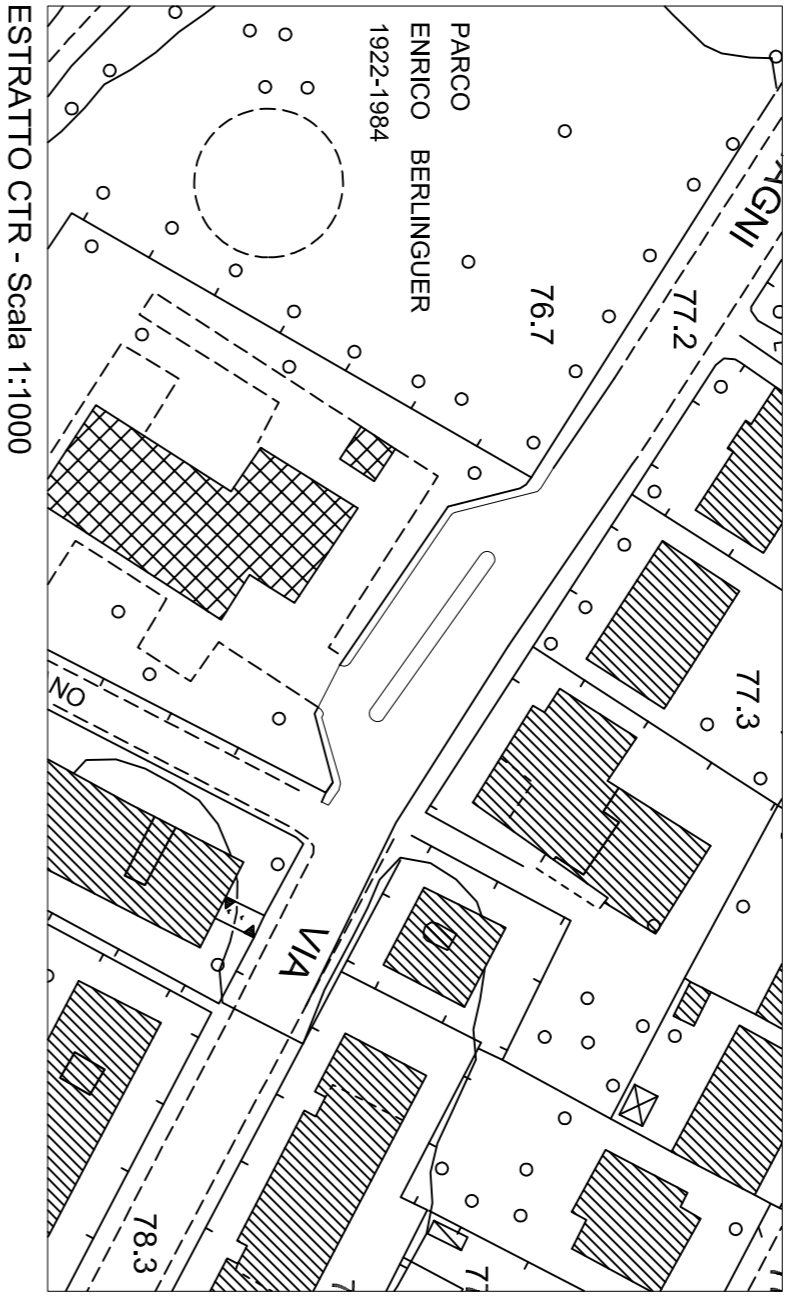 PARCO
ENRICO BERLINGUER
1922-1984
AGNI
77.2
76.7
77.3
NO
VIA
78.3
ESTRATTO CTR - Scala 1:1000